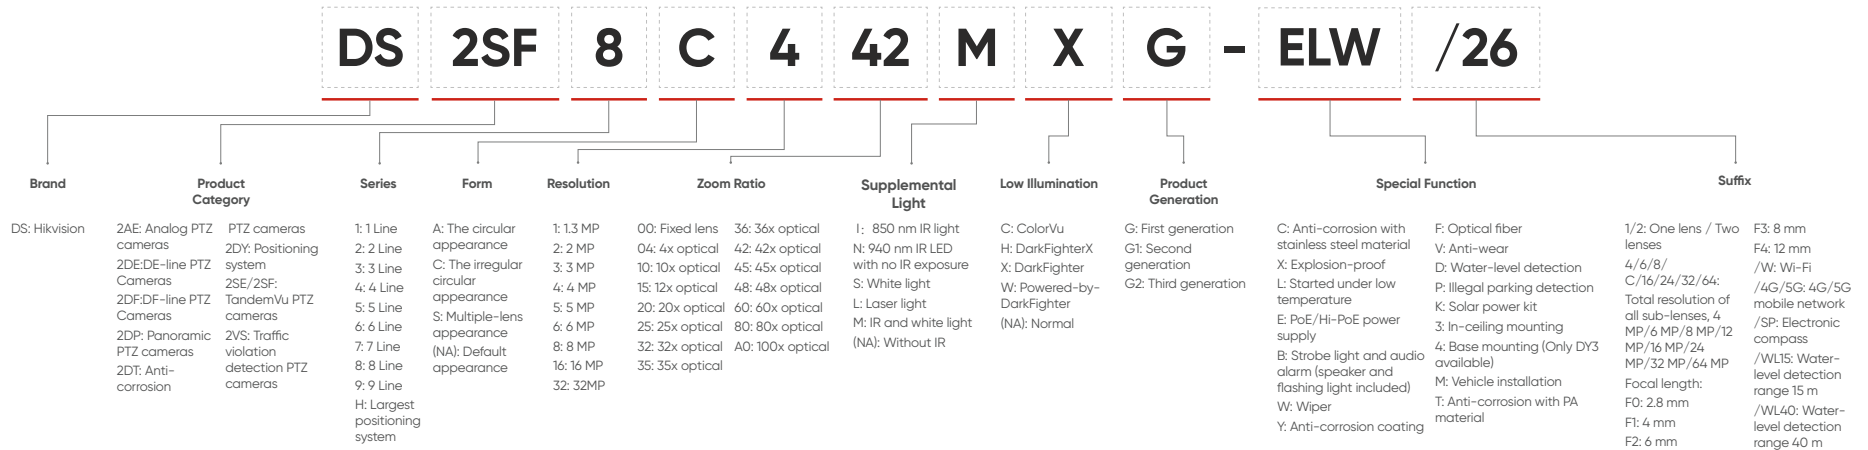 DS 2SF 8 C 4 42 M X G - ELW /26
Brand
DS: Hikvision
Product
Category
2AE: Analog PTZ
cameras
2DE:DE-line PTZ
Cameras
2DF:DF-line PTZ
Cameras
2DP: Panoramic
PTZ cameras
2DT: Anti-
corrosion
PTZ cameras
2DY: Positioning
system
2SE/2SF:
TandemVu PTZ
cameras
2VS: Traffic
violation
detection PTZ
cameras
Series
1: 1 Line
2: 2 Line
3: 3 Line
4: 4 Line
5: 5 Line
6: 6 Line
7: 7 Line
8: 8 Line
9: 9 Line
H: Largest
positioning
system
Form
A: The circular
appearance
C: The irregular
circular
appearance
S: Multiple-lens
appearance
(NA): Default
appearance
Resolution
1: 1.3 MP
2: 2 MP
3: 3 MP
4: 4 MP
5: 5 MP
6: 6 MP
8: 8 MP
16: 16 MP
32: 32MP
Zoom Ratio
00: Fixed lens
04: 4x optical
10: 10x optical
15: 12x optical
20: 20x optical
25: 25x optical
32: 32x optical
35: 35x optical
36: 36x optical
42: 42x optical
45: 45x optical
48: 48x optical
60: 60x optical
80: 80x optical
A0: 100x optical
Supplemental
Light
I： 850 nm IR light
N: 940 nm IR LED
with no IR exposure
S: White light
L: Laser light
M: IR and white light
(NA): Without IR
Low Illumination
C: ColorVu
H: DarkFighterX
X: DarkFighter
W: Powered-by-
DarkFighter
(NA): Normal
Product
Generation
G: First generation
G1: Second
generation
G2: Third generation
Special Function
C: Anti-corrosion with
stainless steel material
X: Explosion-proof
L: Started under low
temperature
E: PoE/Hi-PoE power
supply
B: Strobe light and audio
alarm (speaker and
flashing light included)
W: Wiper
Y: Anti-corrosion coating
F: Optical fiber
V: Anti-wear
D: Water-level detection
P: Illegal parking detection
K: Solar power kit
3: In-ceiling mounting
4: Base mounting (Only DY3
available)
M: Vehicle installation
T: Anti-corrosion with PA
material
Suffix
1/2: One lens / Two
lenses
4/6/8/
C/16/24/32/64:
Total resolution of
all sub-lenses, 4
MP/6 MP/8 MP/12
MP/16 MP/24
MP/32 MP/64 MP
Focal length:
F0: 2.8 mm
F1: 4 mm
F2: 6 mm
F3: 8 mm
F4: 12 mm
/W: Wi-Fi
/4G/5G: 4G/5G
mobile network
/SP: Electronic
compass
/WL15: Water-
level detection
range 15 m
/WL40: Water-
level detection
range 40 m